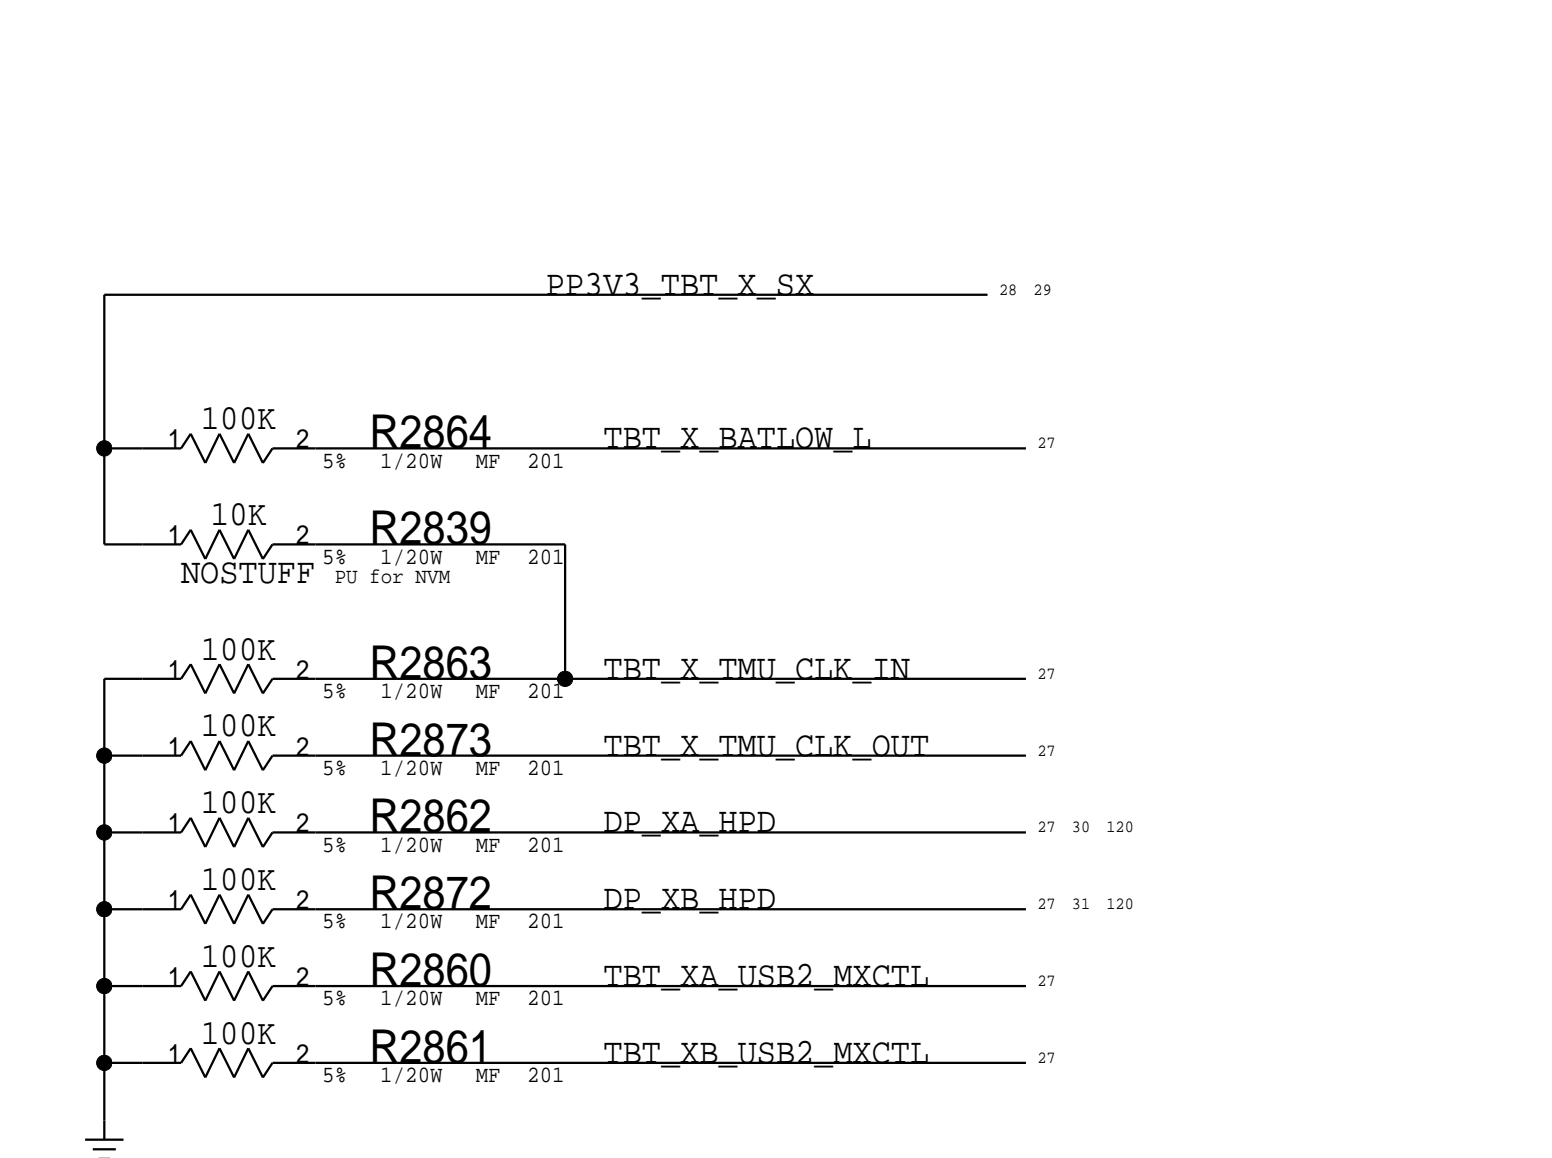 PP3V3_TBT_X_SX 28 29
100K
1 2 R2864 TBT_X_BATLOW_L 27
5% 1/20W MF 201
10K
1 2 R2839
5% 1/20W MF 201
NOSTUFF PU for NVM
100K
1 2 R2863 TBT_X_TMU_CLK_IN 27
5% 1/20W MF 201
100K
1 2 R2873 TBT_X_TMU_CLK_OUT 27
5% 1/20W MF 201
100K
1 2 R2862 DP_XA_HPD 27 30 120
5% 1/20W MF 201
100K
1 2 R2872 DP_XB_HPD 27 31 120
5% 1/20W MF 201
100K
1 2 R2860 TBT_XA_USB2_MXCTL 27
5% 1/20W MF 201
100K
1 2 R2861 TBT_XB_USB2_MXCTL 27
5% 1/20W MF 201